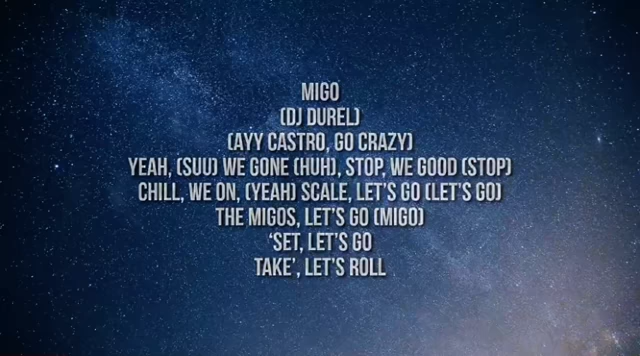 MIGO
(DJ DUREL)
(AYY CASTRO, GO CRAZY)
YEAH, (SUU) WE GONE (HUH), STOP, WE GOOD (STOP)
CHILL, WE ON, (YEAH) SCALE, LET'S GO (LET'S GO)
THE MIGOS, LET'S GO (MIGO)
'SET, LET'S GO
TAKE', LET'S ROLL